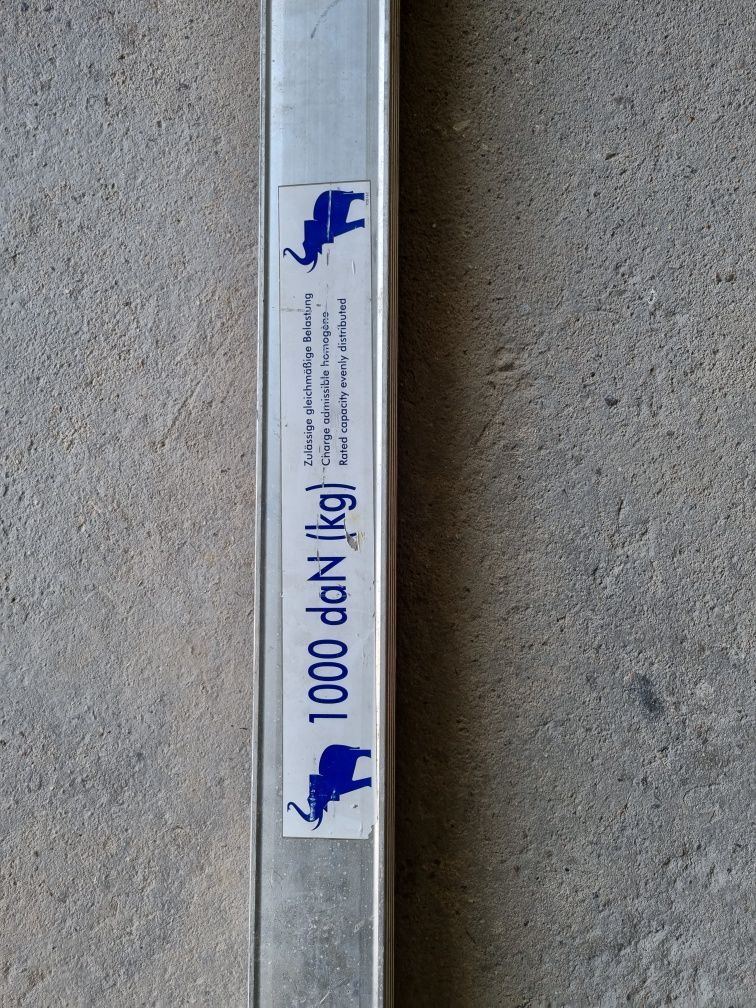 1000 daN (kg)
Zulässige gleichmäßige Belastung
Charge admissible homogène
Rated capacity evenly distributed